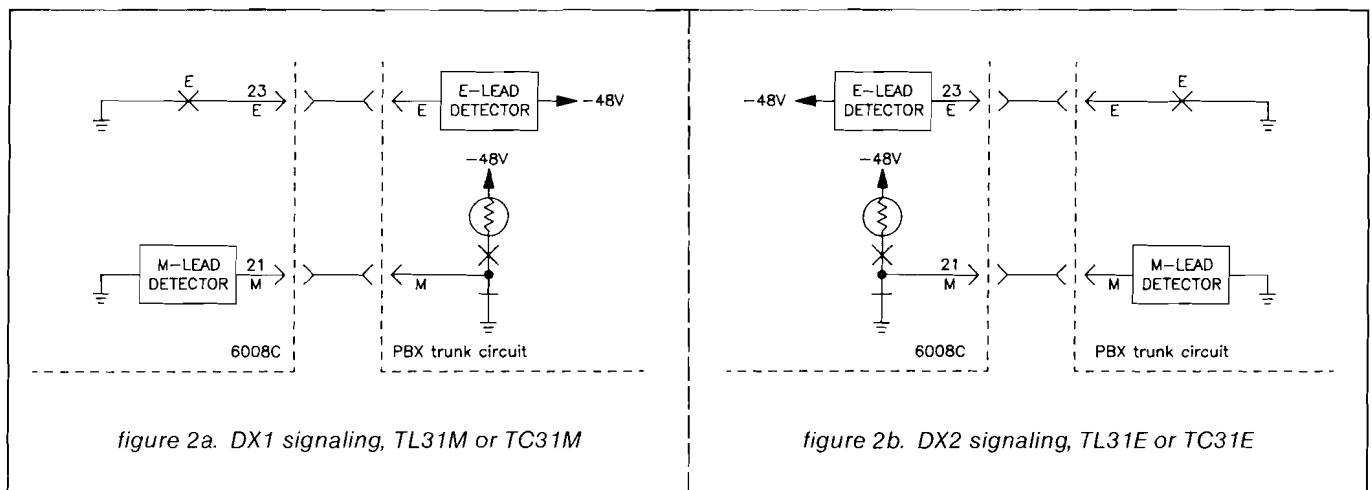 E
23
E
E
E-LEAD
DETECTOR
-48V
-48V
M-LEAD
DETECTOR
21
M
M
6008C
PBX trunk circuit
figure 2a. DX1 signaling, TL31M or TC31M
-48V
E-LEAD
DETECTOR
23
E
E
E
-48V
21
M
M
M-LEAD
DETECTOR
6008C
PBX trunk circuit
figure 2b. DX2 signaling, TL31E or TC31E